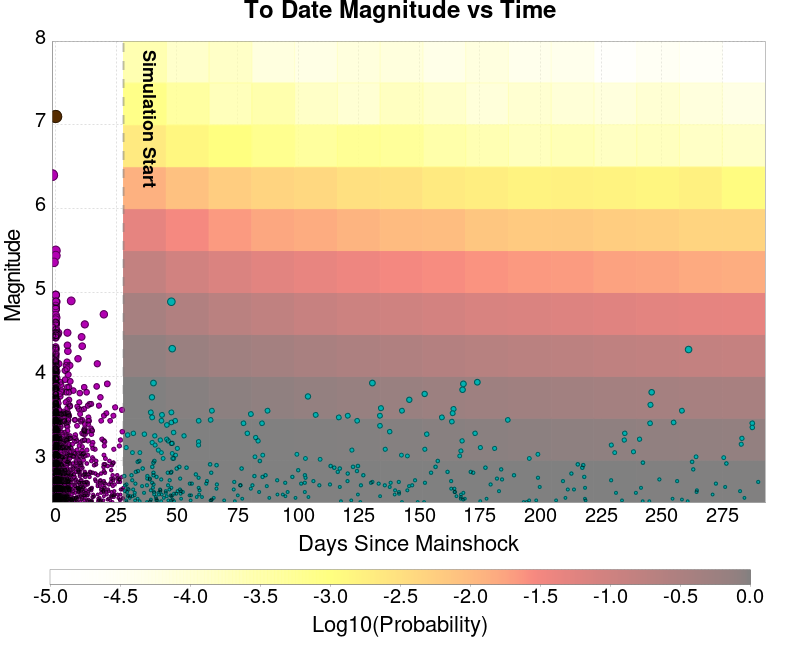 To Date Magnitude vs Time
8
7
6
5
4
3
Magnitude
Simulation Start
0 25 50 75 100 125 150 175 200 225 250 275
Days Since Mainshock
-5.0 -4.5 -4.0 -3.5 -3.0 -2.5 -2.0 -1.5 -1.0 -0.5 0.0
Log10(Probability)